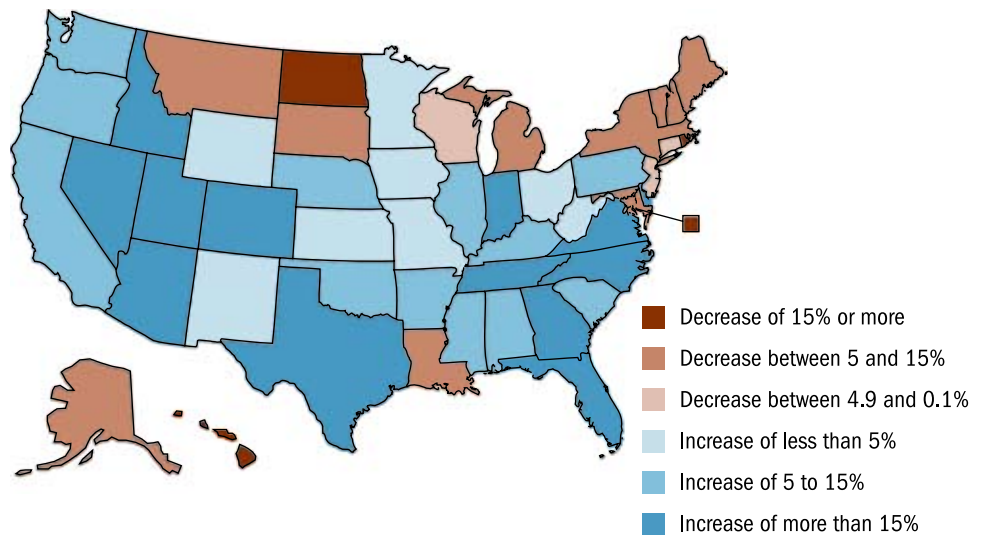 Decrease of 15% or more
Decrease between 5 and 15%
Decrease between 4.9 and 0.1%
Increase of less than 5%
Increase of 5 to 15%
Increase of more than 15%